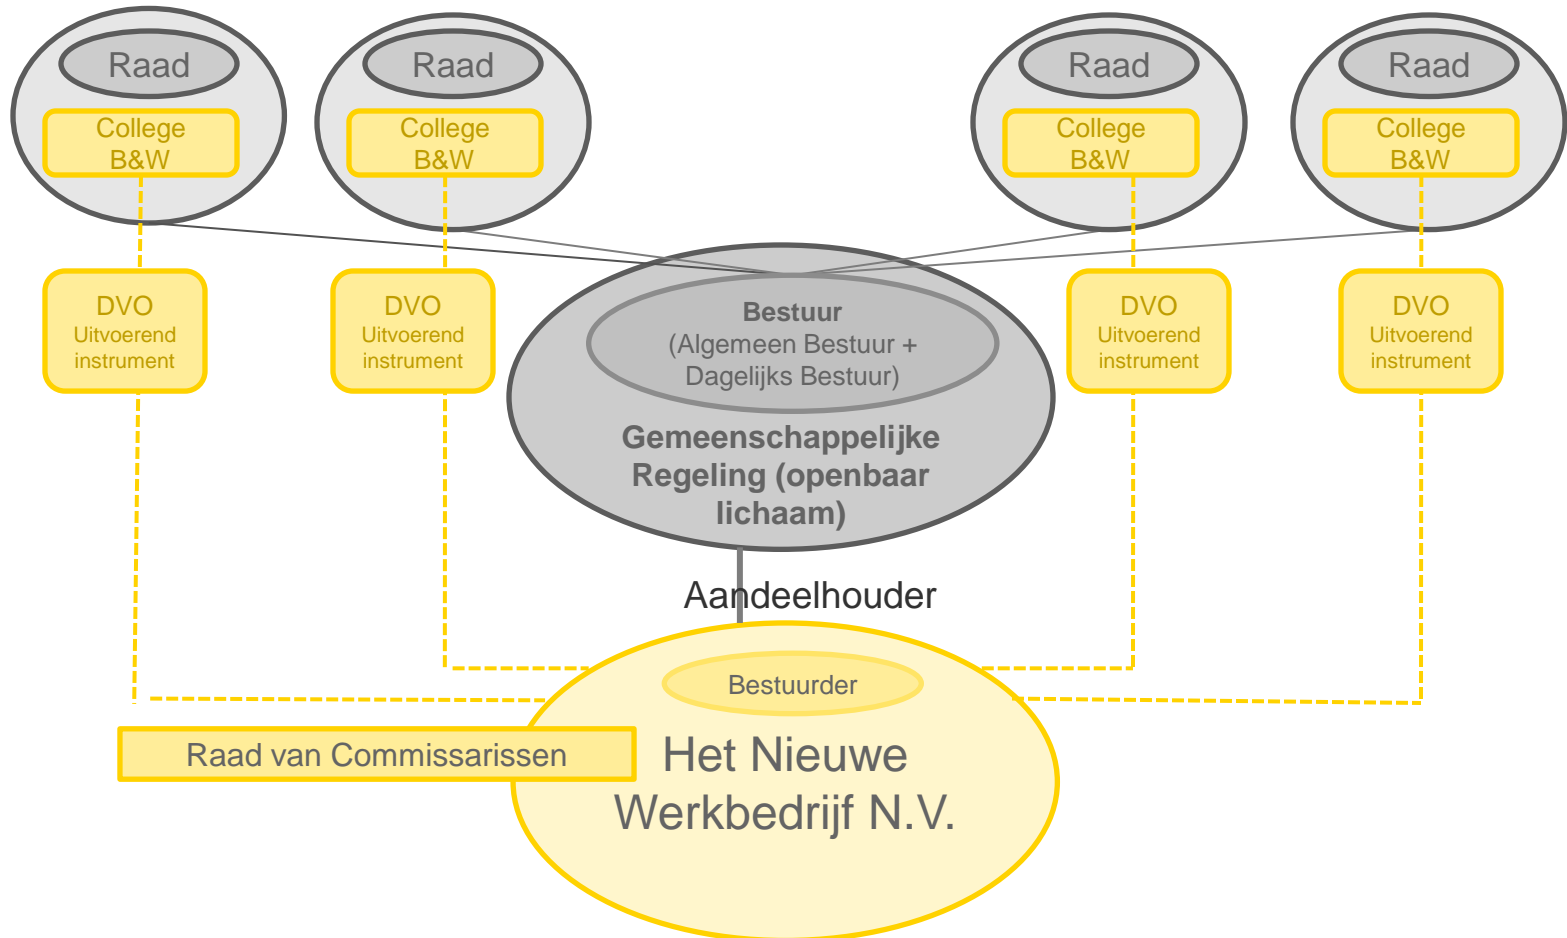 Raad
College
B&W
Raad
College
B&W
Raad
College
B&W
Raad
College
B&W
DVO
Uitvoerend
instrument
DVO
Uitvoerend
instrument
Bestuur
(Algemeen Bestuur +
Dagelijks Bestuur)
Gemeenschappelijke
Regeling (openbaar
lichaam)
DVO
Uitvoerend
instrument
DVO
Uitvoerend
instrument
Aandeelhouder
Bestuurder
Raad van Commissarissen
Het Nieuwe
Werkbedrijf N.V.